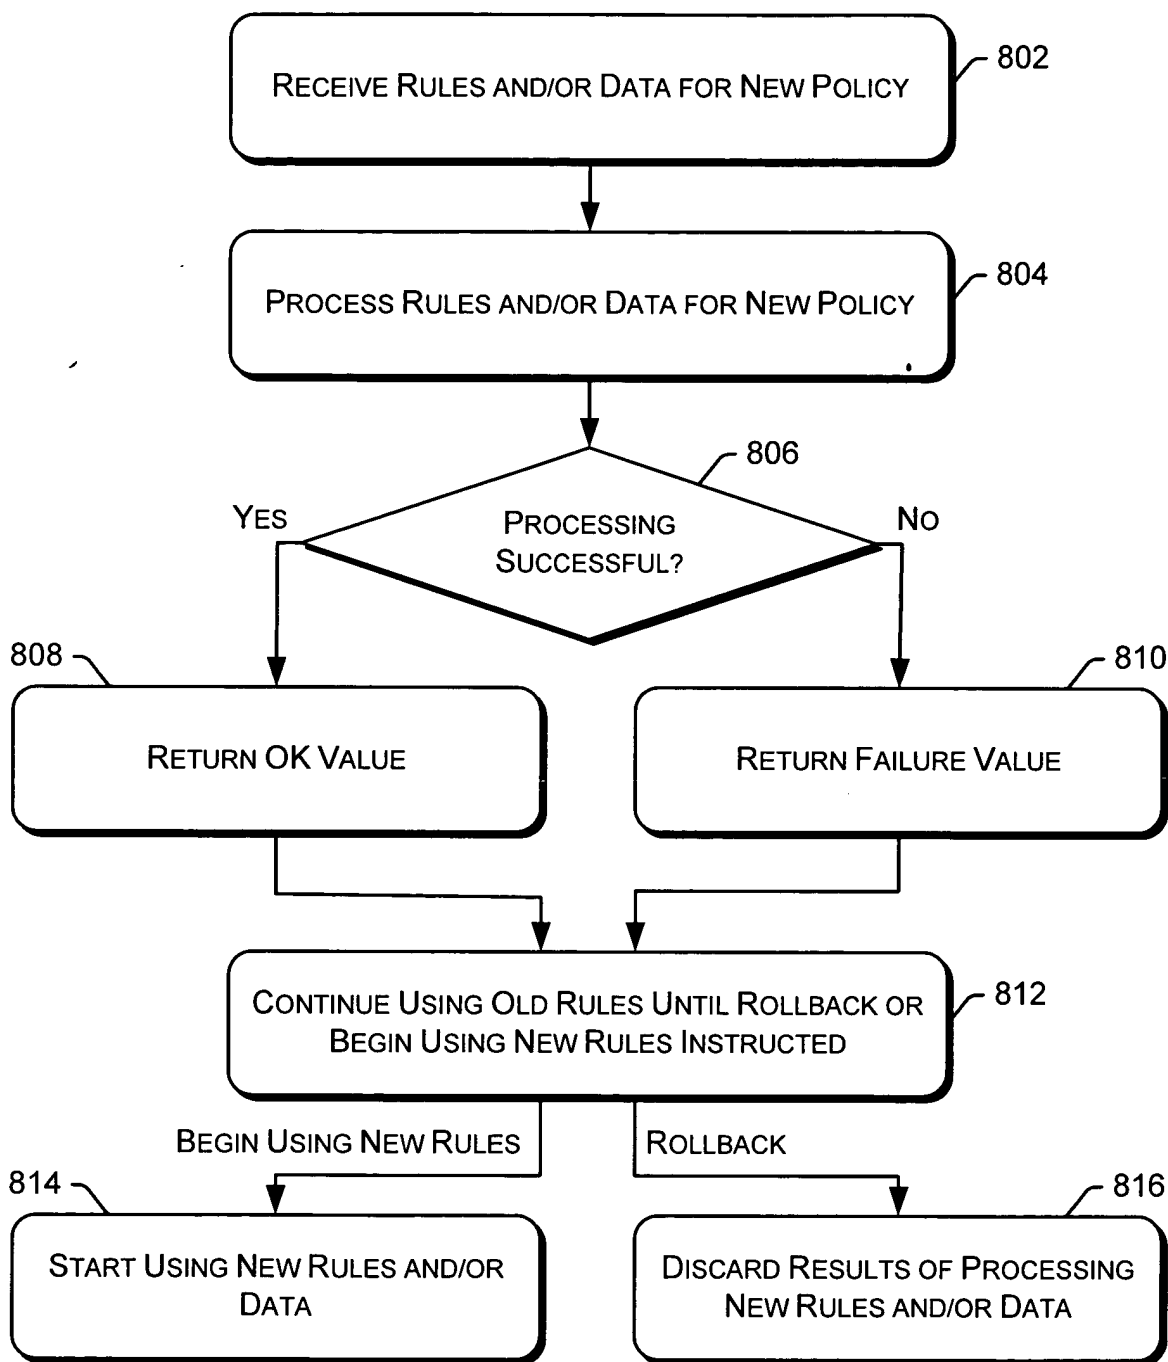 RECEIVE RULES AND/OR DATA FOR NEW POLICY
802
PROCESS RULES AND/OR DATA FOR NEW POLICY
804
806
YES
PROCESSING
SUCCESSFUL?
NO
808
RETURN OK VALUE
810
RETURN FAILURE VALUE
CONTINUE USING OLD RULES UNTIL ROLLBACK OR
BEGIN USING NEW RULES INSTRUCTED
812
BEGIN USING NEW RULES
ROLLBACK
814
START USING NEW RULES AND/OR
DATA
816
DISCARD RESULTS OF PROCESSING
NEW RULES AND/OR DATA